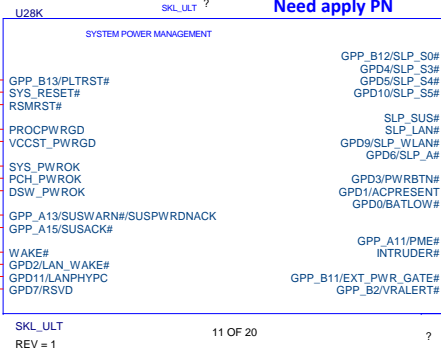 U28K SKL_ULT ? Need apply PN
SYSTEM POWER MANAGEMENT
GPP_B12/SLP_S0#
GPD4/SLP_S3#
GPP_B13/PLTRST# GPD5/SLP_S4#
SYS_RESET# GPD10/SLP_S5#
RSMRST#
SLP_SUS#
PROCPWRGD SLP_LAN#
VCCST_PWRGD GPD9/SLP_WLAN#
GPD6/SLP_A#
SYS_PWROK
PCH_PWROK GPD3/PWRBTN#
DSW_PWROK GPD1/ACPRESENT
GPD0/BATLOW#
GPP_A13/SUSWARN#/SUSPWRDNACK
GPP_A15/SUSACK#
GPP_A11/PME#
WAKE# INTRUDER#
GPD2/LAN_WAKE#
GPD11/LANPHYPC GPP_B11/EXT_PWR_GATE#
GPD7/RSVD GPP_B2/VRALERT#
SKL_ULT
11 OF 20 ?
REV = 1